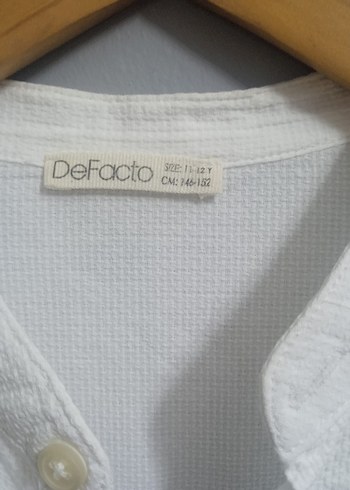 DeFacto
SIZE: 11-12 T
CM: 146-152